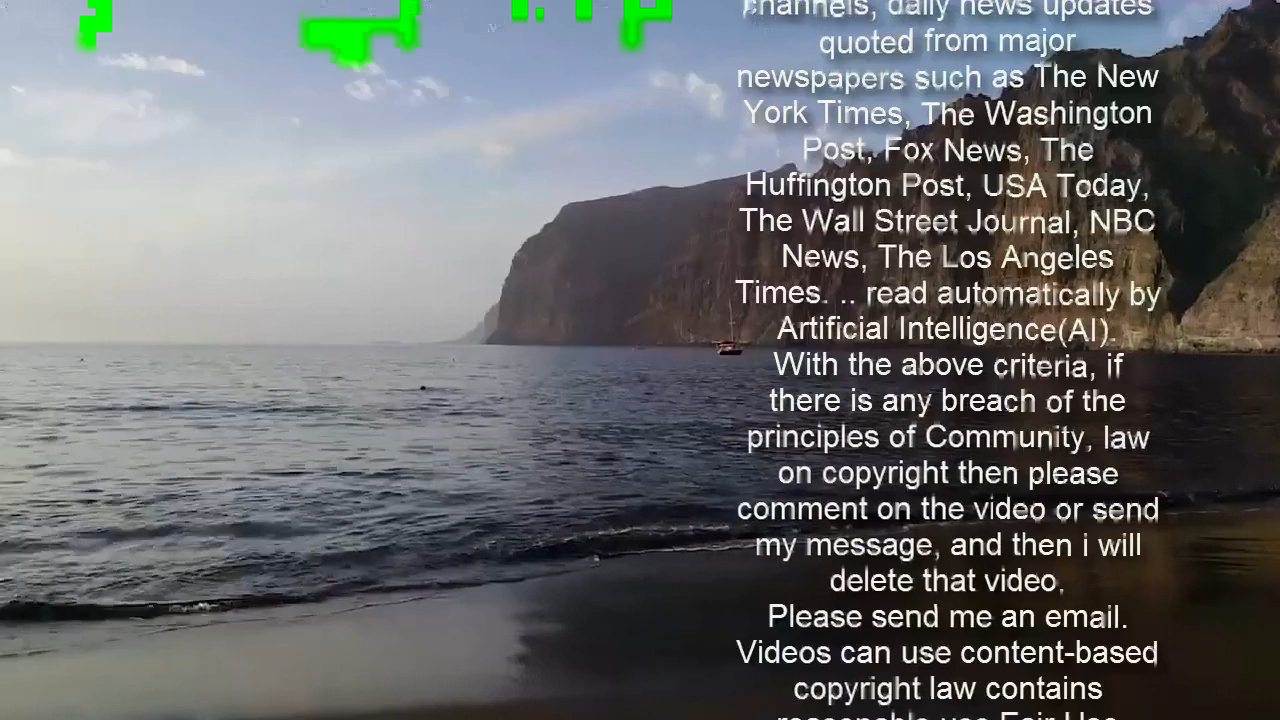 channels, daily news updates
quoted from major
newspapers such as The New
York Times, The Washington
Post, Fox News, The
Huffington Post, USA Today,
The Wall Street Journal, NBC
News, The Los Angeles
Times. .. read automatically by
Artificial Intelligence(AI).
With the above criteria, if
there is any breach of the
principles of Community, law
on copyright then please
comment on the video or send
my message, and then i will
delete that video.
Please send me an email.
Videos can use content-based
copyright law contains
reasonable use Fair Use